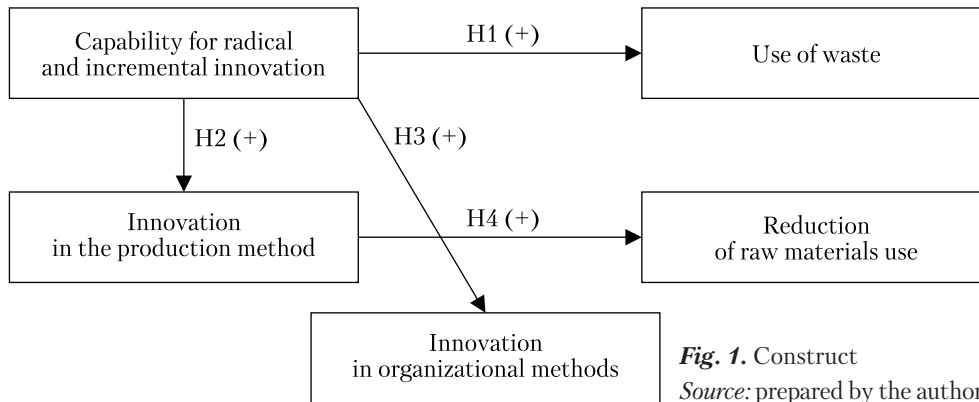 Capability for radical
and incremental innovation
H1 (+)
Use of waste
H2 (+)
H3 (+)
Innovation
in the production method
H4 (+)
Reduction
of raw materials use
Innovation
in organizational methods
Fig. 1. Construct
Source: prepared by the author